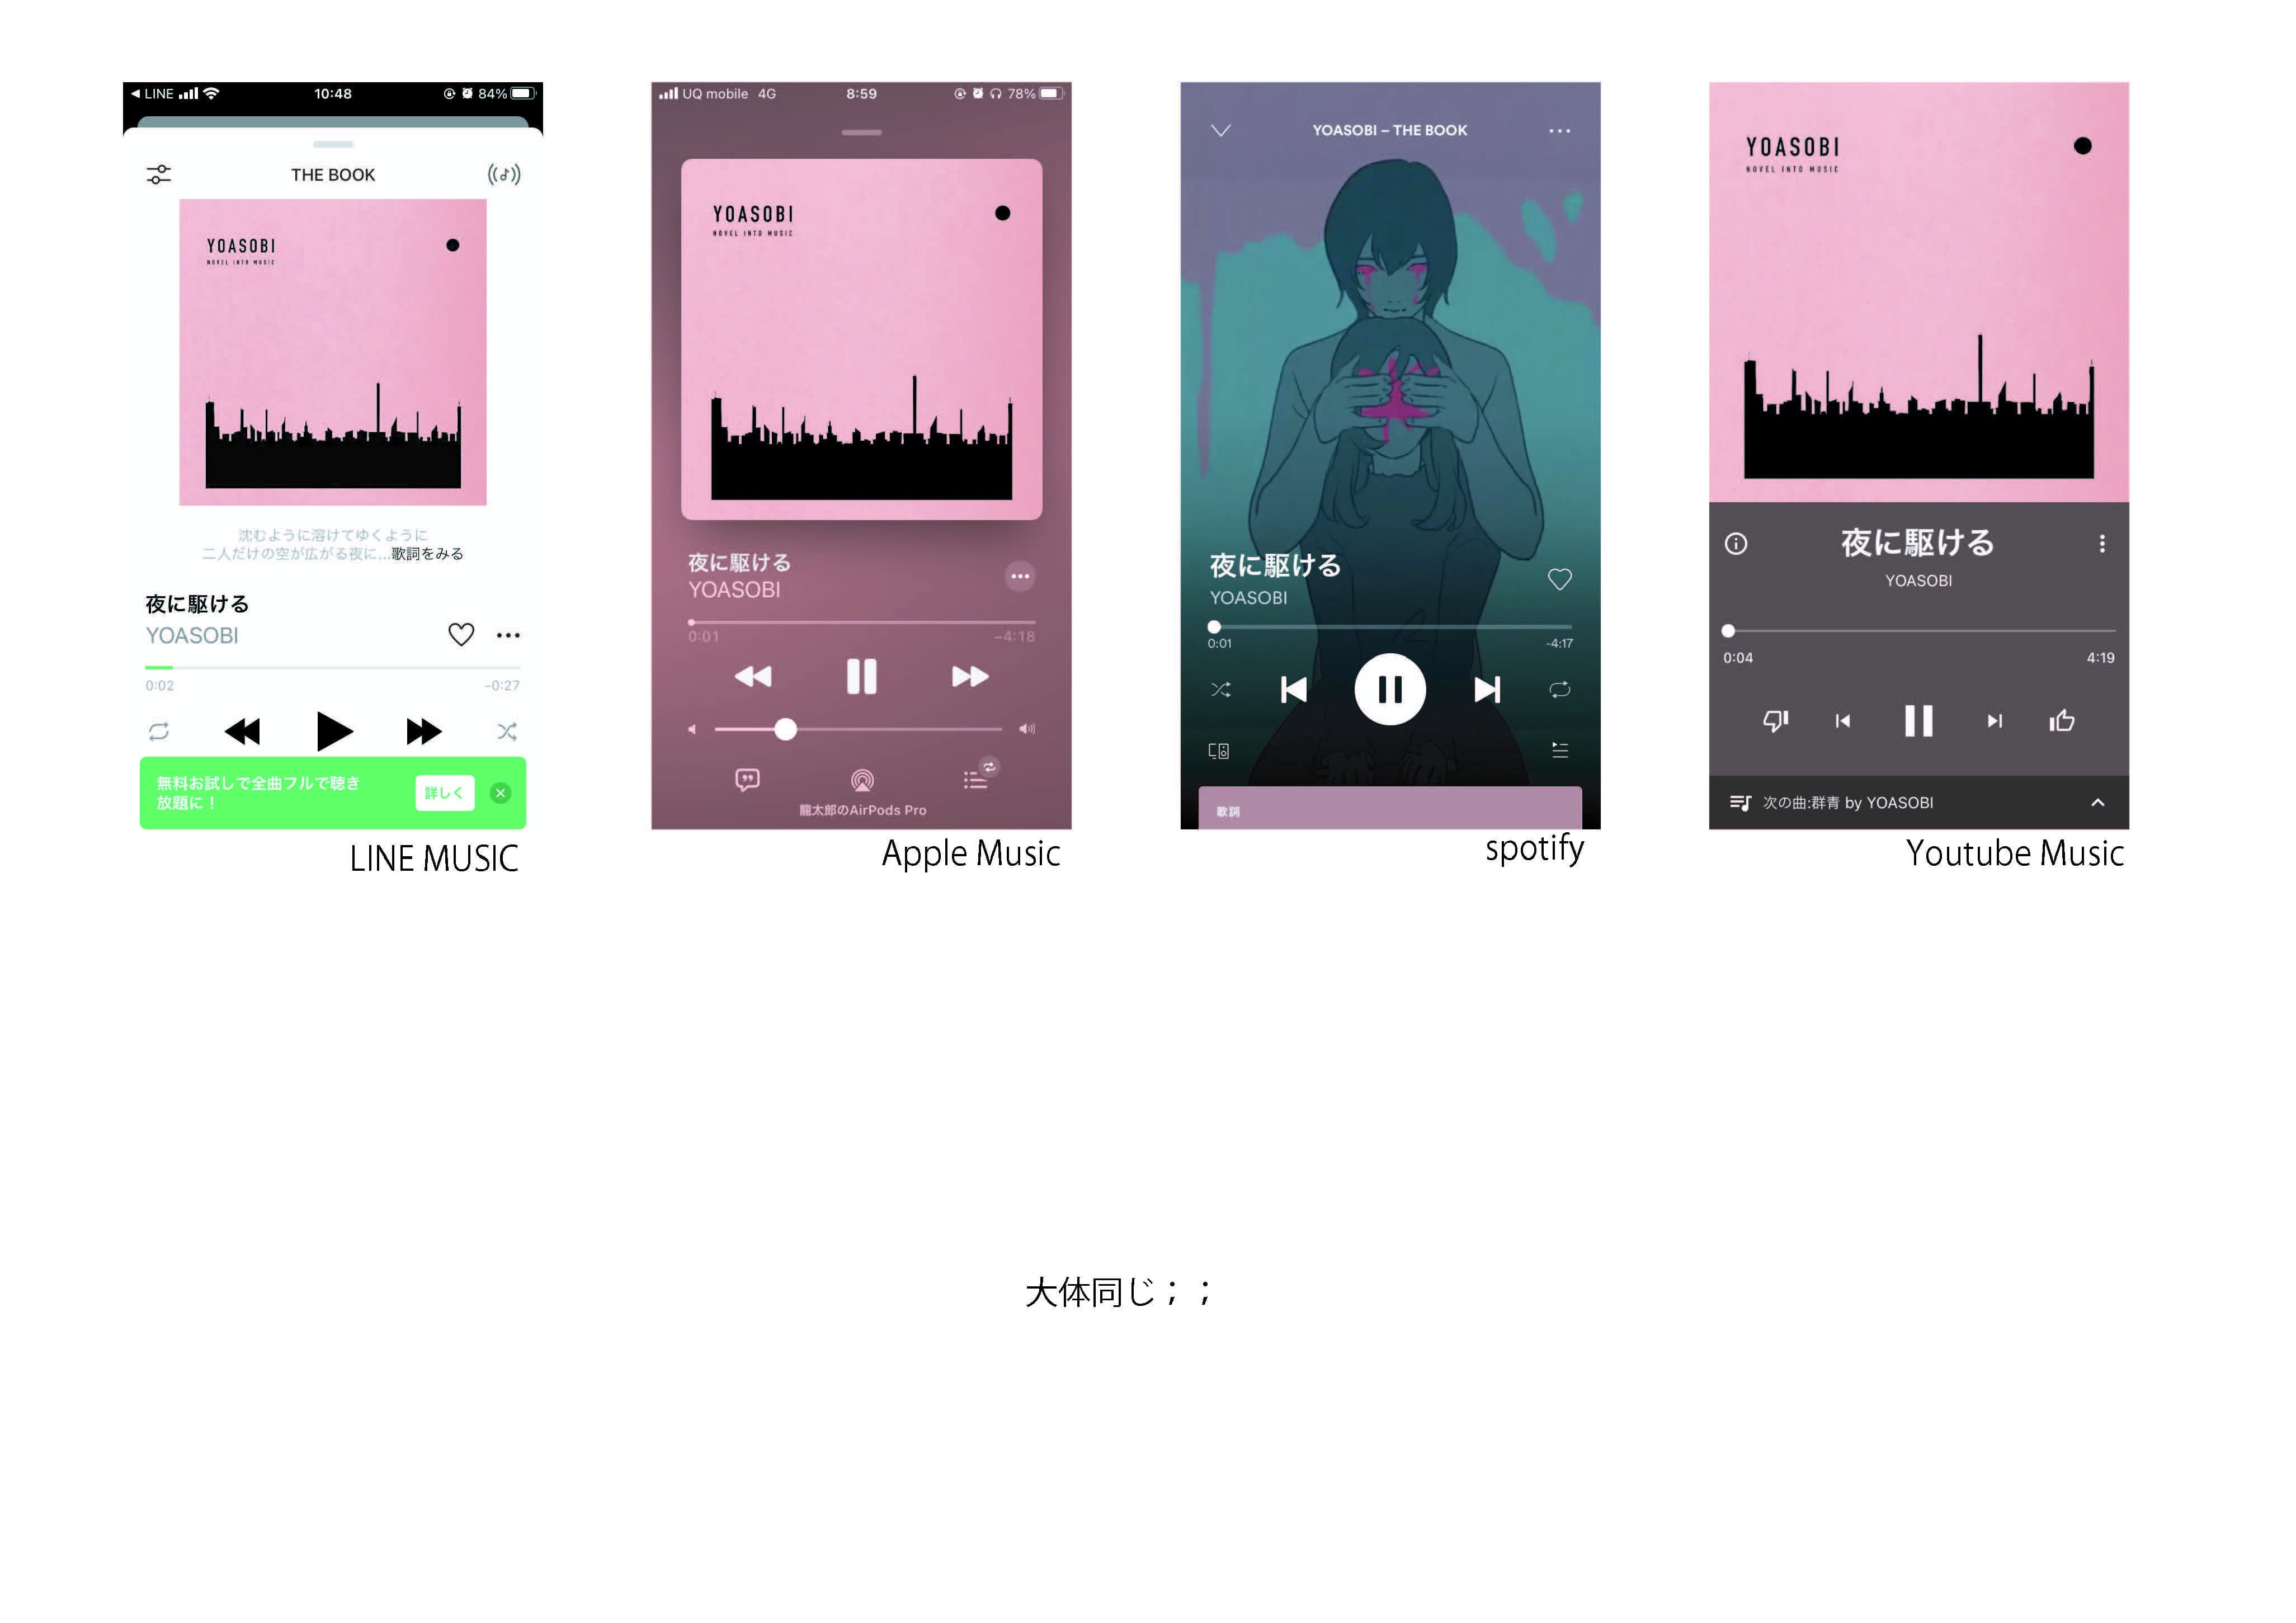 LINE
10:48
84%
THE BOOK
YOASOBI
NOVEL INTO MUSIC
沈むように溶けてゆくように
二人だけの空が広がる夜に...歌詞をみる
夜に駆ける
YOASOBI
0:02
-0:27
無料お試しで全曲フルで聴き
放題に！
詳しく
LINE MUSIC
UQ mobile 4G
8:59
78%
YOASOBI
NOVEL INTO MUSIC
夜に駆ける
YOASOBI
0:01
-4:18
龍太郎のAirPods Pro
Apple Music
YOASOBI – THE BOOK
夜に駆ける
YOASOBI
0:01
-4:17
歌詞
spotify
YOASOBI
NOVEL INTO MUSIC
夜に駆ける
YOASOBI
0:04
4:19
次の曲:群青 by YOASOBI
Youtube Music
大体同じ；；